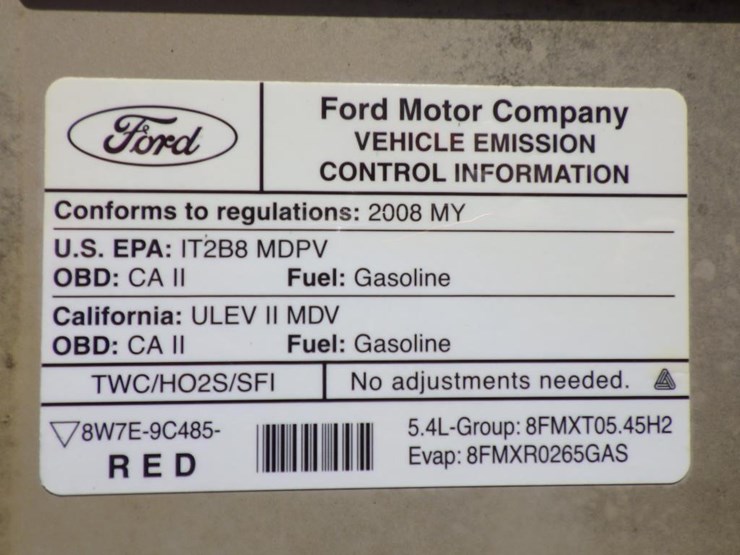 Ford
Ford Motor Company
VEHICLE EMISSION
CONTROL INFORMATION
Conforms to regulations: 2008 MY
U.S. EPA: IT2B8 MDPV
OBD: CA II Fuel: Gasoline
California: ULEV II MDV
OBD: CA II Fuel: Gasoline
TWC/HO2S/SFI No adjustments needed.
8W7E-9C485-
RED
5.4L-Group: 8FMXT05.45H2
Evap: 8FMXR0265GAS